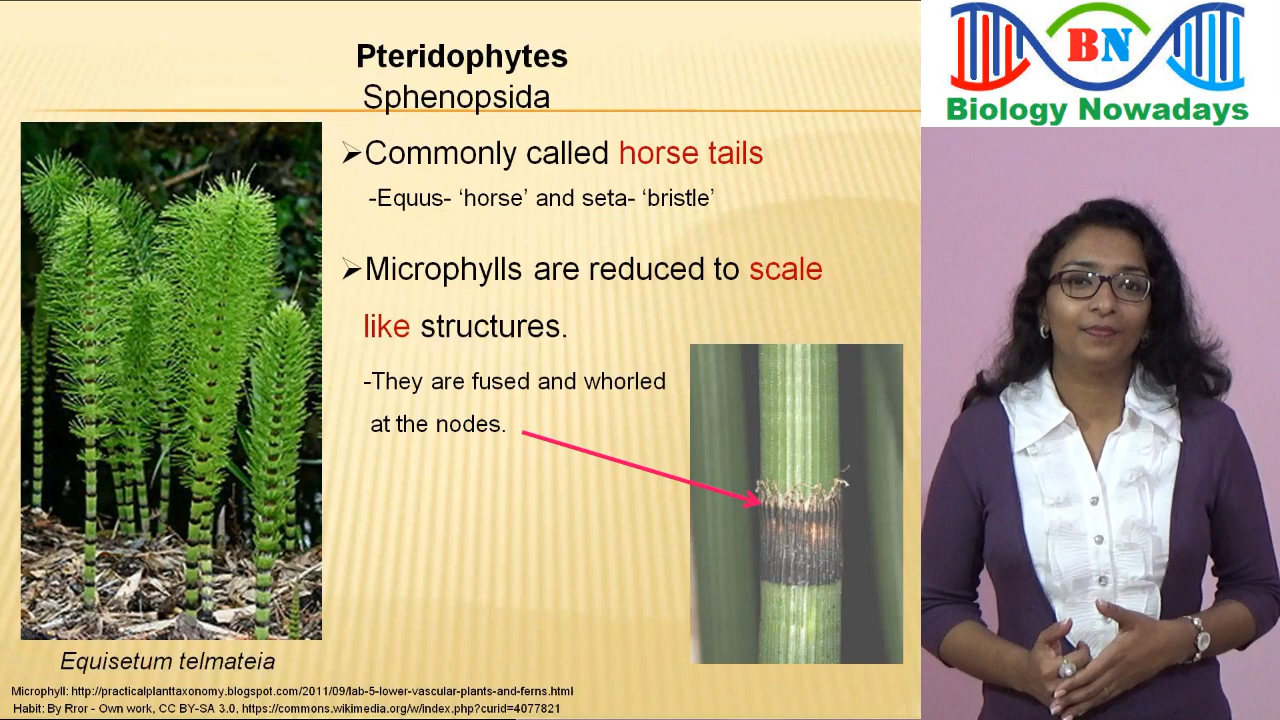 Pteridophytes
Sphenopsida
BN
Biology Nowadays
➢Commonly called horse tails
-Equus- ‘horse’ and seta- ‘bristle’
➢Microphylls are reduced to scale
like structures.
-They are fused and whorled
at the nodes.
Equisetum telmateia
Microphyll: http://practicalplanttaxonomy.blogspot.com/2011/09/lab-5-lower-vascular-plants-and-ferns.html
Habit: By Rror - Own work, CC BY-SA 3.0, https://commons.wikimedia.org/w/index.php?curid=4077821